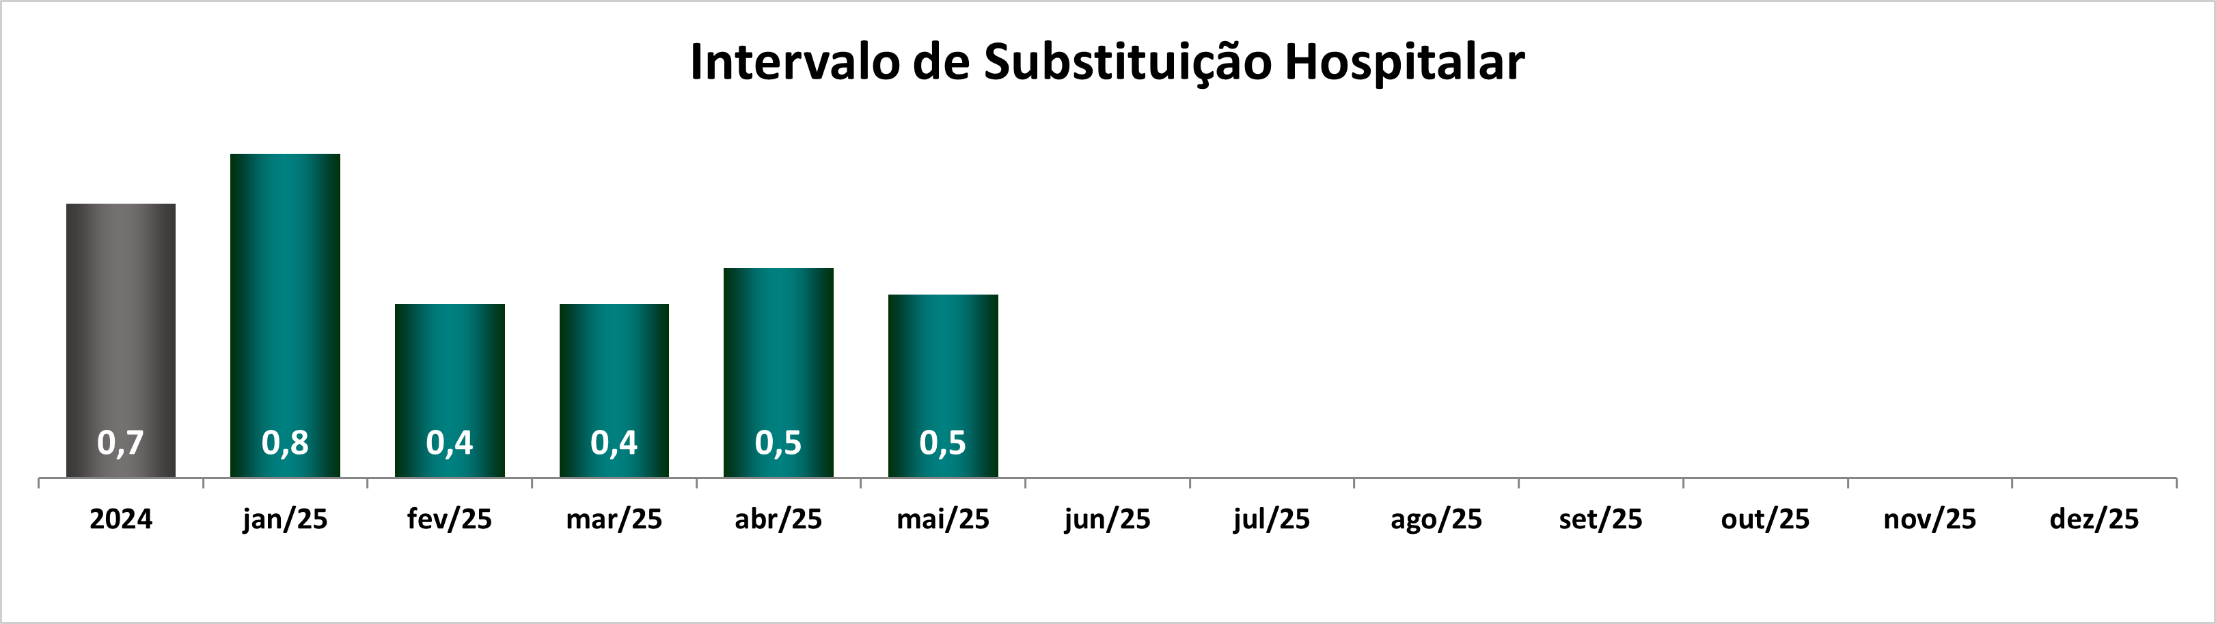 Intervalo de Substituição Hospitalar
0,7 0,8 0,4 0,4 0,5 0,5
2024 jan/25 fev/25 mar/25 abr/25 mai/25 jun/25 jul/25 ago/25 set/25 out/25 nov/25 dez/25